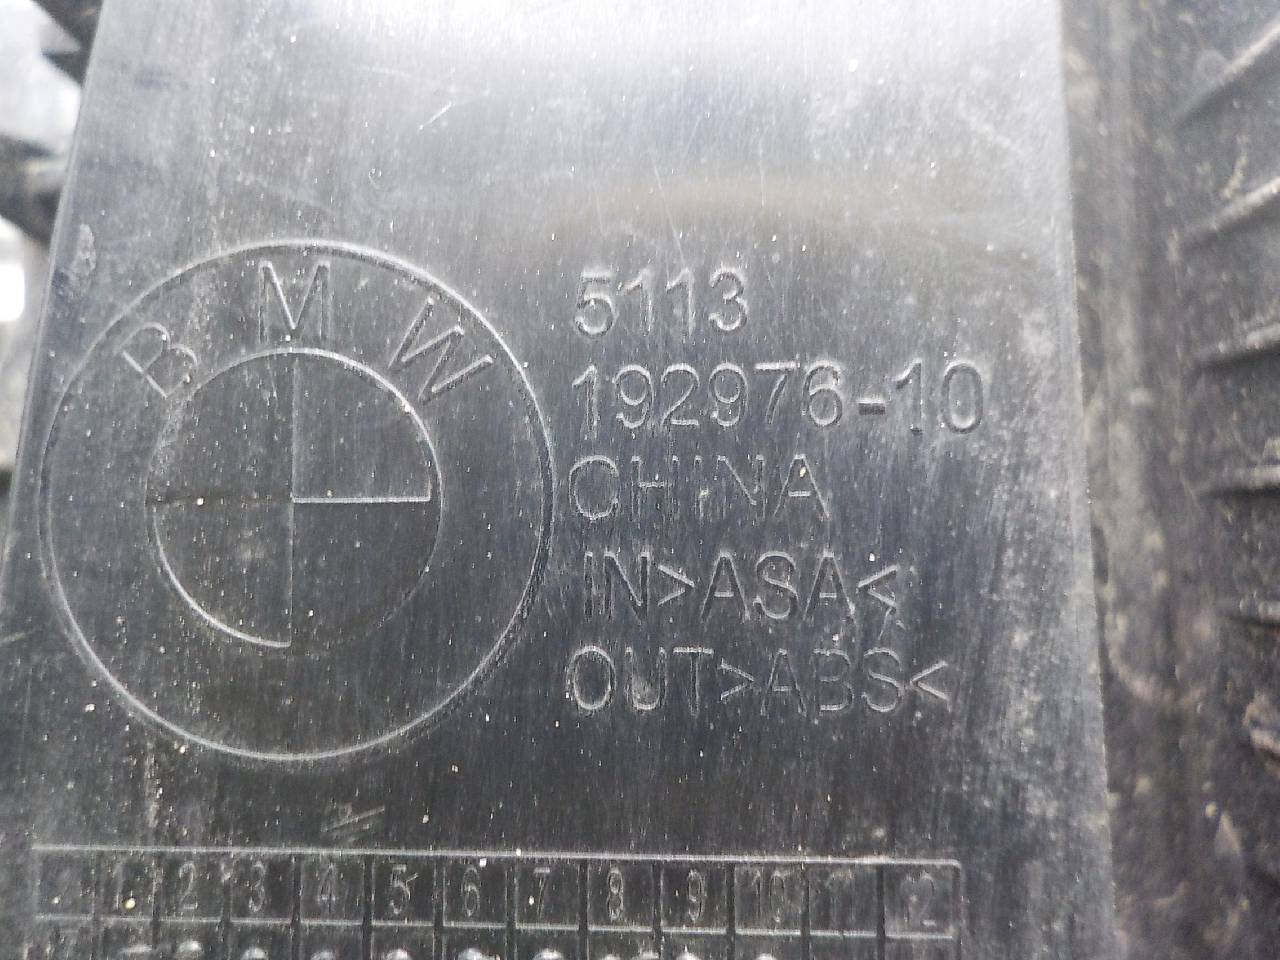 BMW
5113
192976-10
CHINA
IN>ASA<
OUT>ABS<
1 2 3 4 5 6 7 8 9 10 11 12